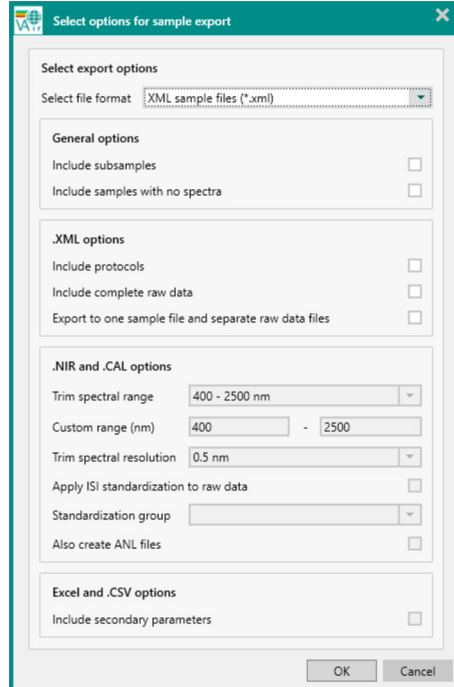 Select options for sample export
Select export options
Select file format XML sample files (*.xml)
General options
Include subsamples
Include samples with no spectra
.XML options
Include protocols
Include complete raw data
Export to one sample file and separate raw data files
.NIR and .CAL options
Trim spectral range 400 - 2500 nm
Custom range (nm) 400 - 2500
Trim spectral resolution 0.5 nm
Apply ISI standardization to raw data
Standardization group
Also create ANL files
Excel and .CSV options
Include secondary parameters
OK Cancel